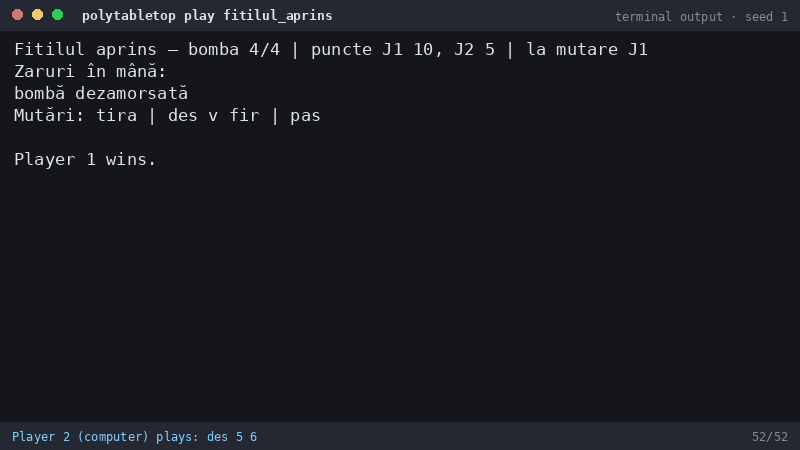 polytabletop play fitilul_aprins
terminal output · seed 1
Fitilul aprins — bomba 4/4 | puncte J1 10, J2 5 | la mutare J1
Zaruri în mână:
bombă dezamorsată
Mutări: tira | des v fir | pas
Player 1 wins.
Player 2 (computer) plays: des 5 6
52/52